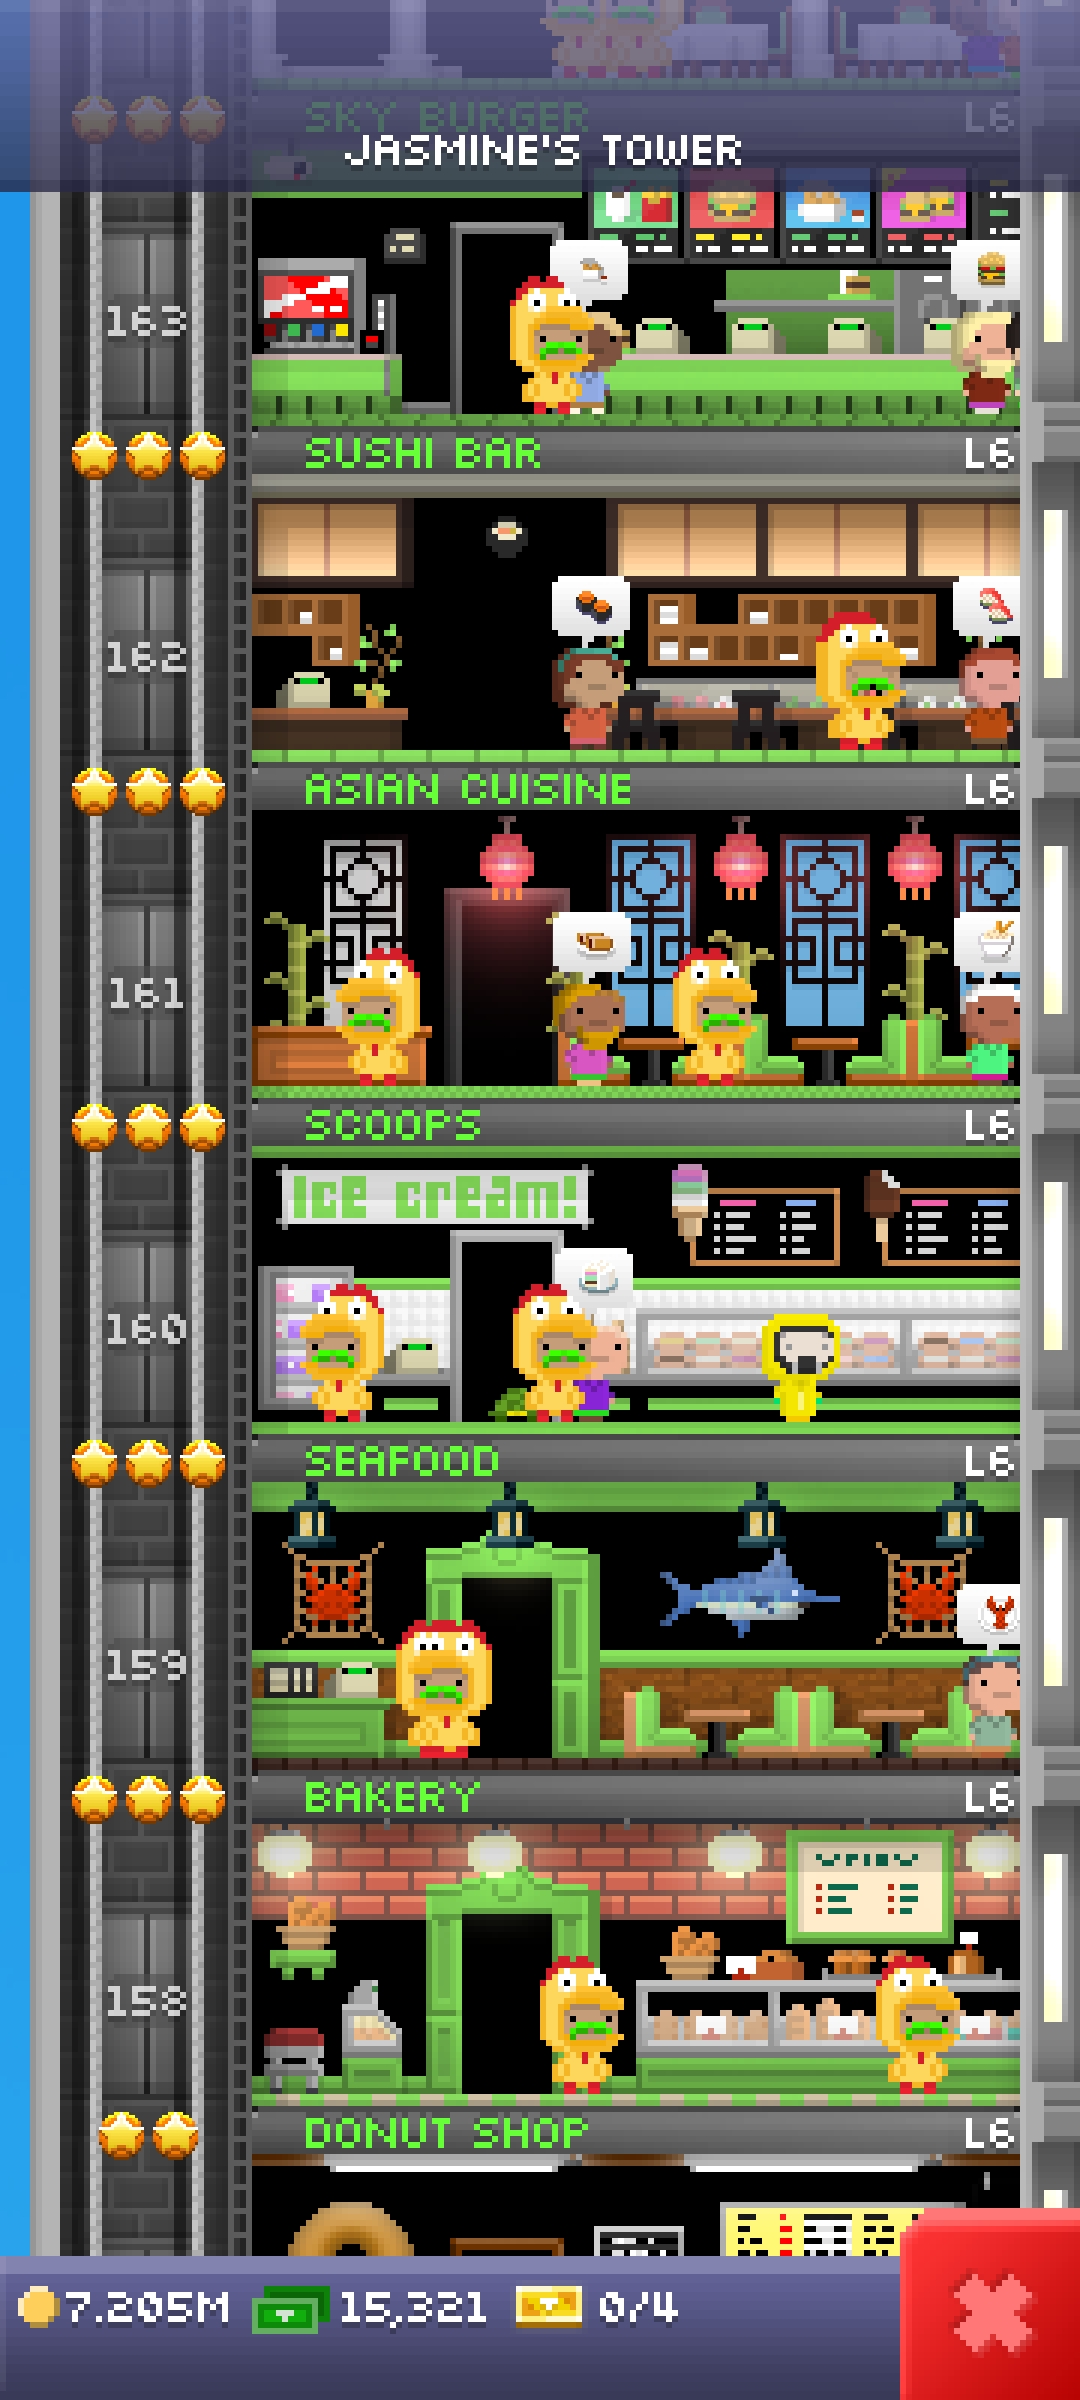 SKY BURGER L6
JASMINE'S TOWER
163
SUSHI BAR L6
162
ASIAN CUISINE L6
161
SCOOPS L6
Ice cream!
160
SEAFOOD L6
159
BAKERY L6
158
DONUT SHOP L6
7.205M 15,321 0/4